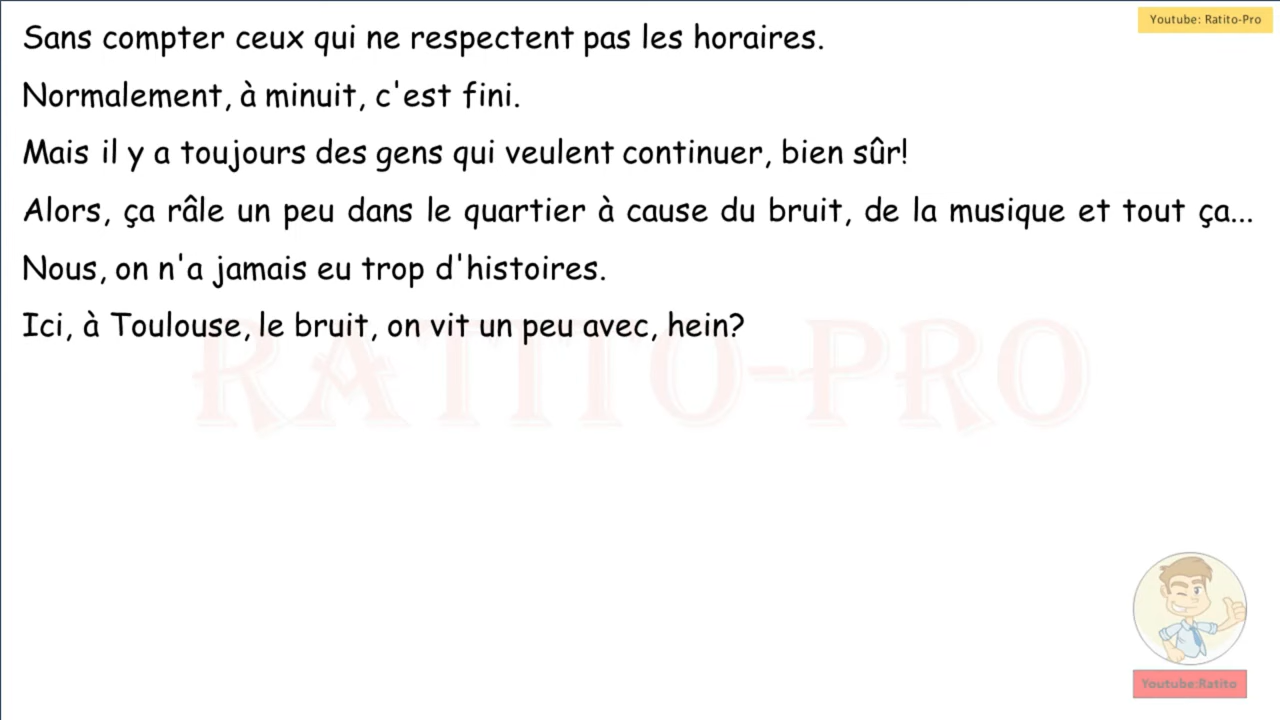 Youtube: Ratito-Pro
Sans compter ceux qui ne respectent pas les horaires.
Normalement, à minuit, c'est fini.
Mais il y a toujours des gens qui veulent continuer, bien sûr!
Alors, ça râle un peu dans le quartier à cause du bruit, de la musique et tout ça...
Nous, on n'a jamais eu trop d'histoires.
Ici, à Toulouse, le bruit, on vit un peu avec, hein?
RATITO-PRO
Youtube:Ratito